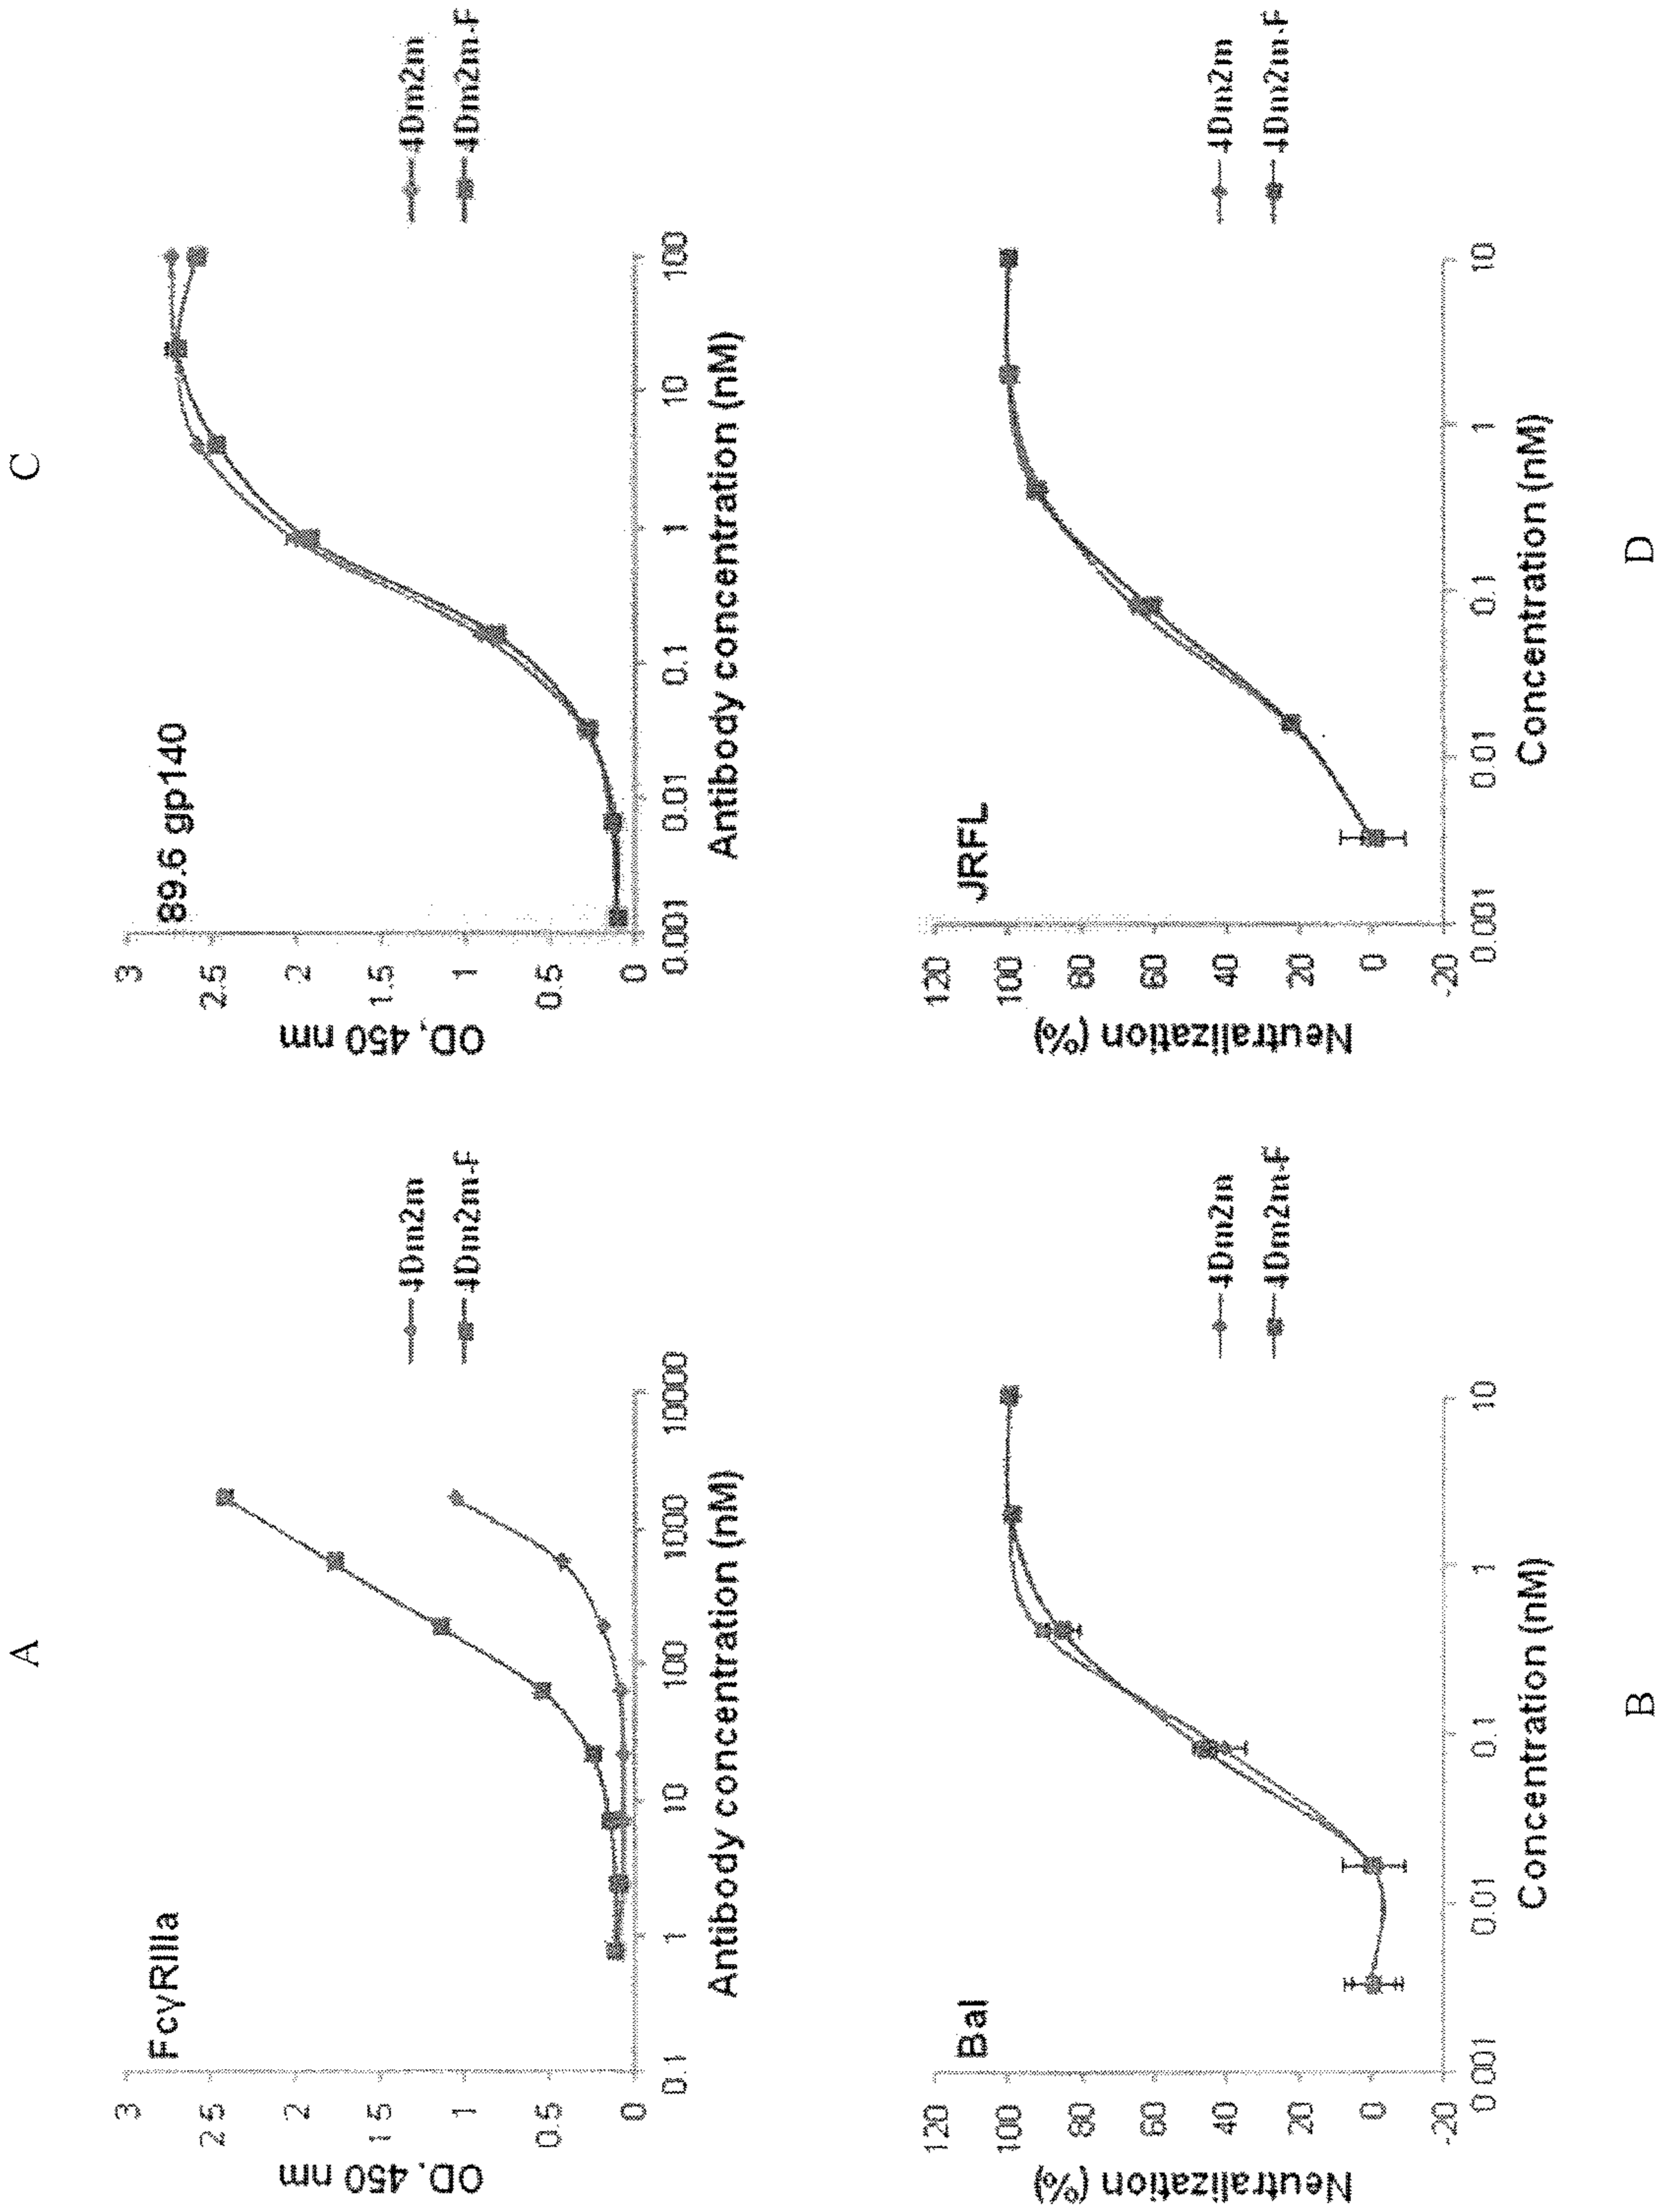 A
FcγRIIIa
3
2.5
2
1.5
1
0.5
0
OD. 450 nm
0.1
1
10
100
1000
10000
Antibody concentration (nM)
4Dm2m
4Dm2m-F
C
89.6 gp140
3
2.5
2
1.5
1
0.5
0
OD, 450 nm
0.001
0.01
0.1
1
10
100
Antibody concentration (nM)
4Dm2m
4Dm2m-F
Bal
120
100
80
60
40
20
0
-20
Neutralization (%)
0.001
0.01
0.1
1
10
Concentration (nM)
4Dm2m
4Dm2m-F
B
JRFL
120
100
80
60
40
20
0
-20
Neutralization (%)
0.001
0.01
0.1
1
10
Concentration (nM)
4Dm2m
4Dm2m-F
D